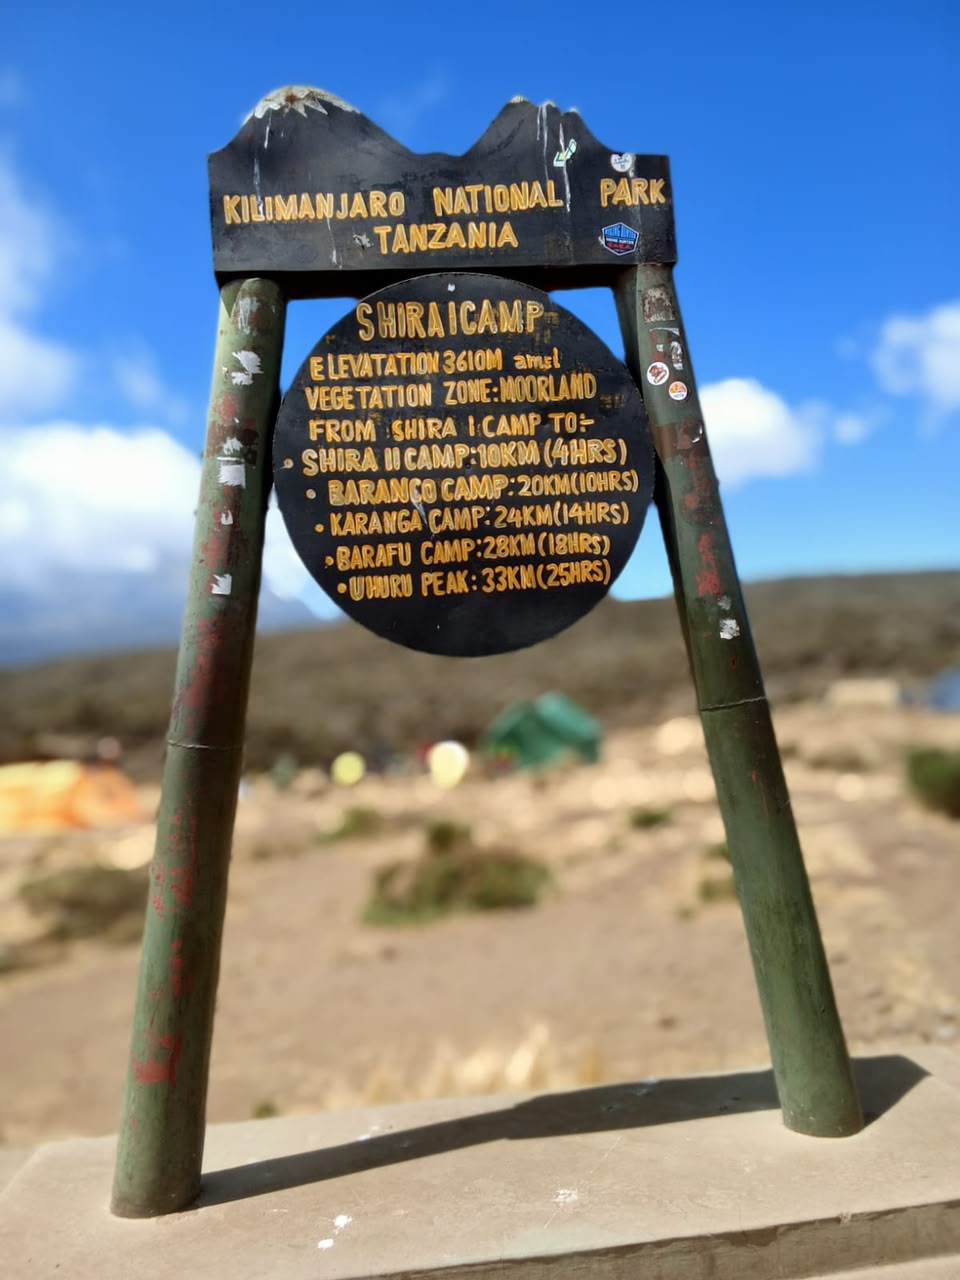 KILIMANJARO NATIONAL PARK
TANZANIA
SHIRA I CAMP
ELEVATATION 3610M amsl
VEGETATION ZONE: MOORLAND
FROM SHIRA I CAMP TO:-
• SHIRA II CAMP: 10KM (4HRS)
• BARANCO CAMP: 20KM (10HRS)
• KARANGA CAMP: 24KM (14HRS)
• BARAFU CAMP: 28KM (18HRS)
• UHURU PEAK: 33KM (25HRS)